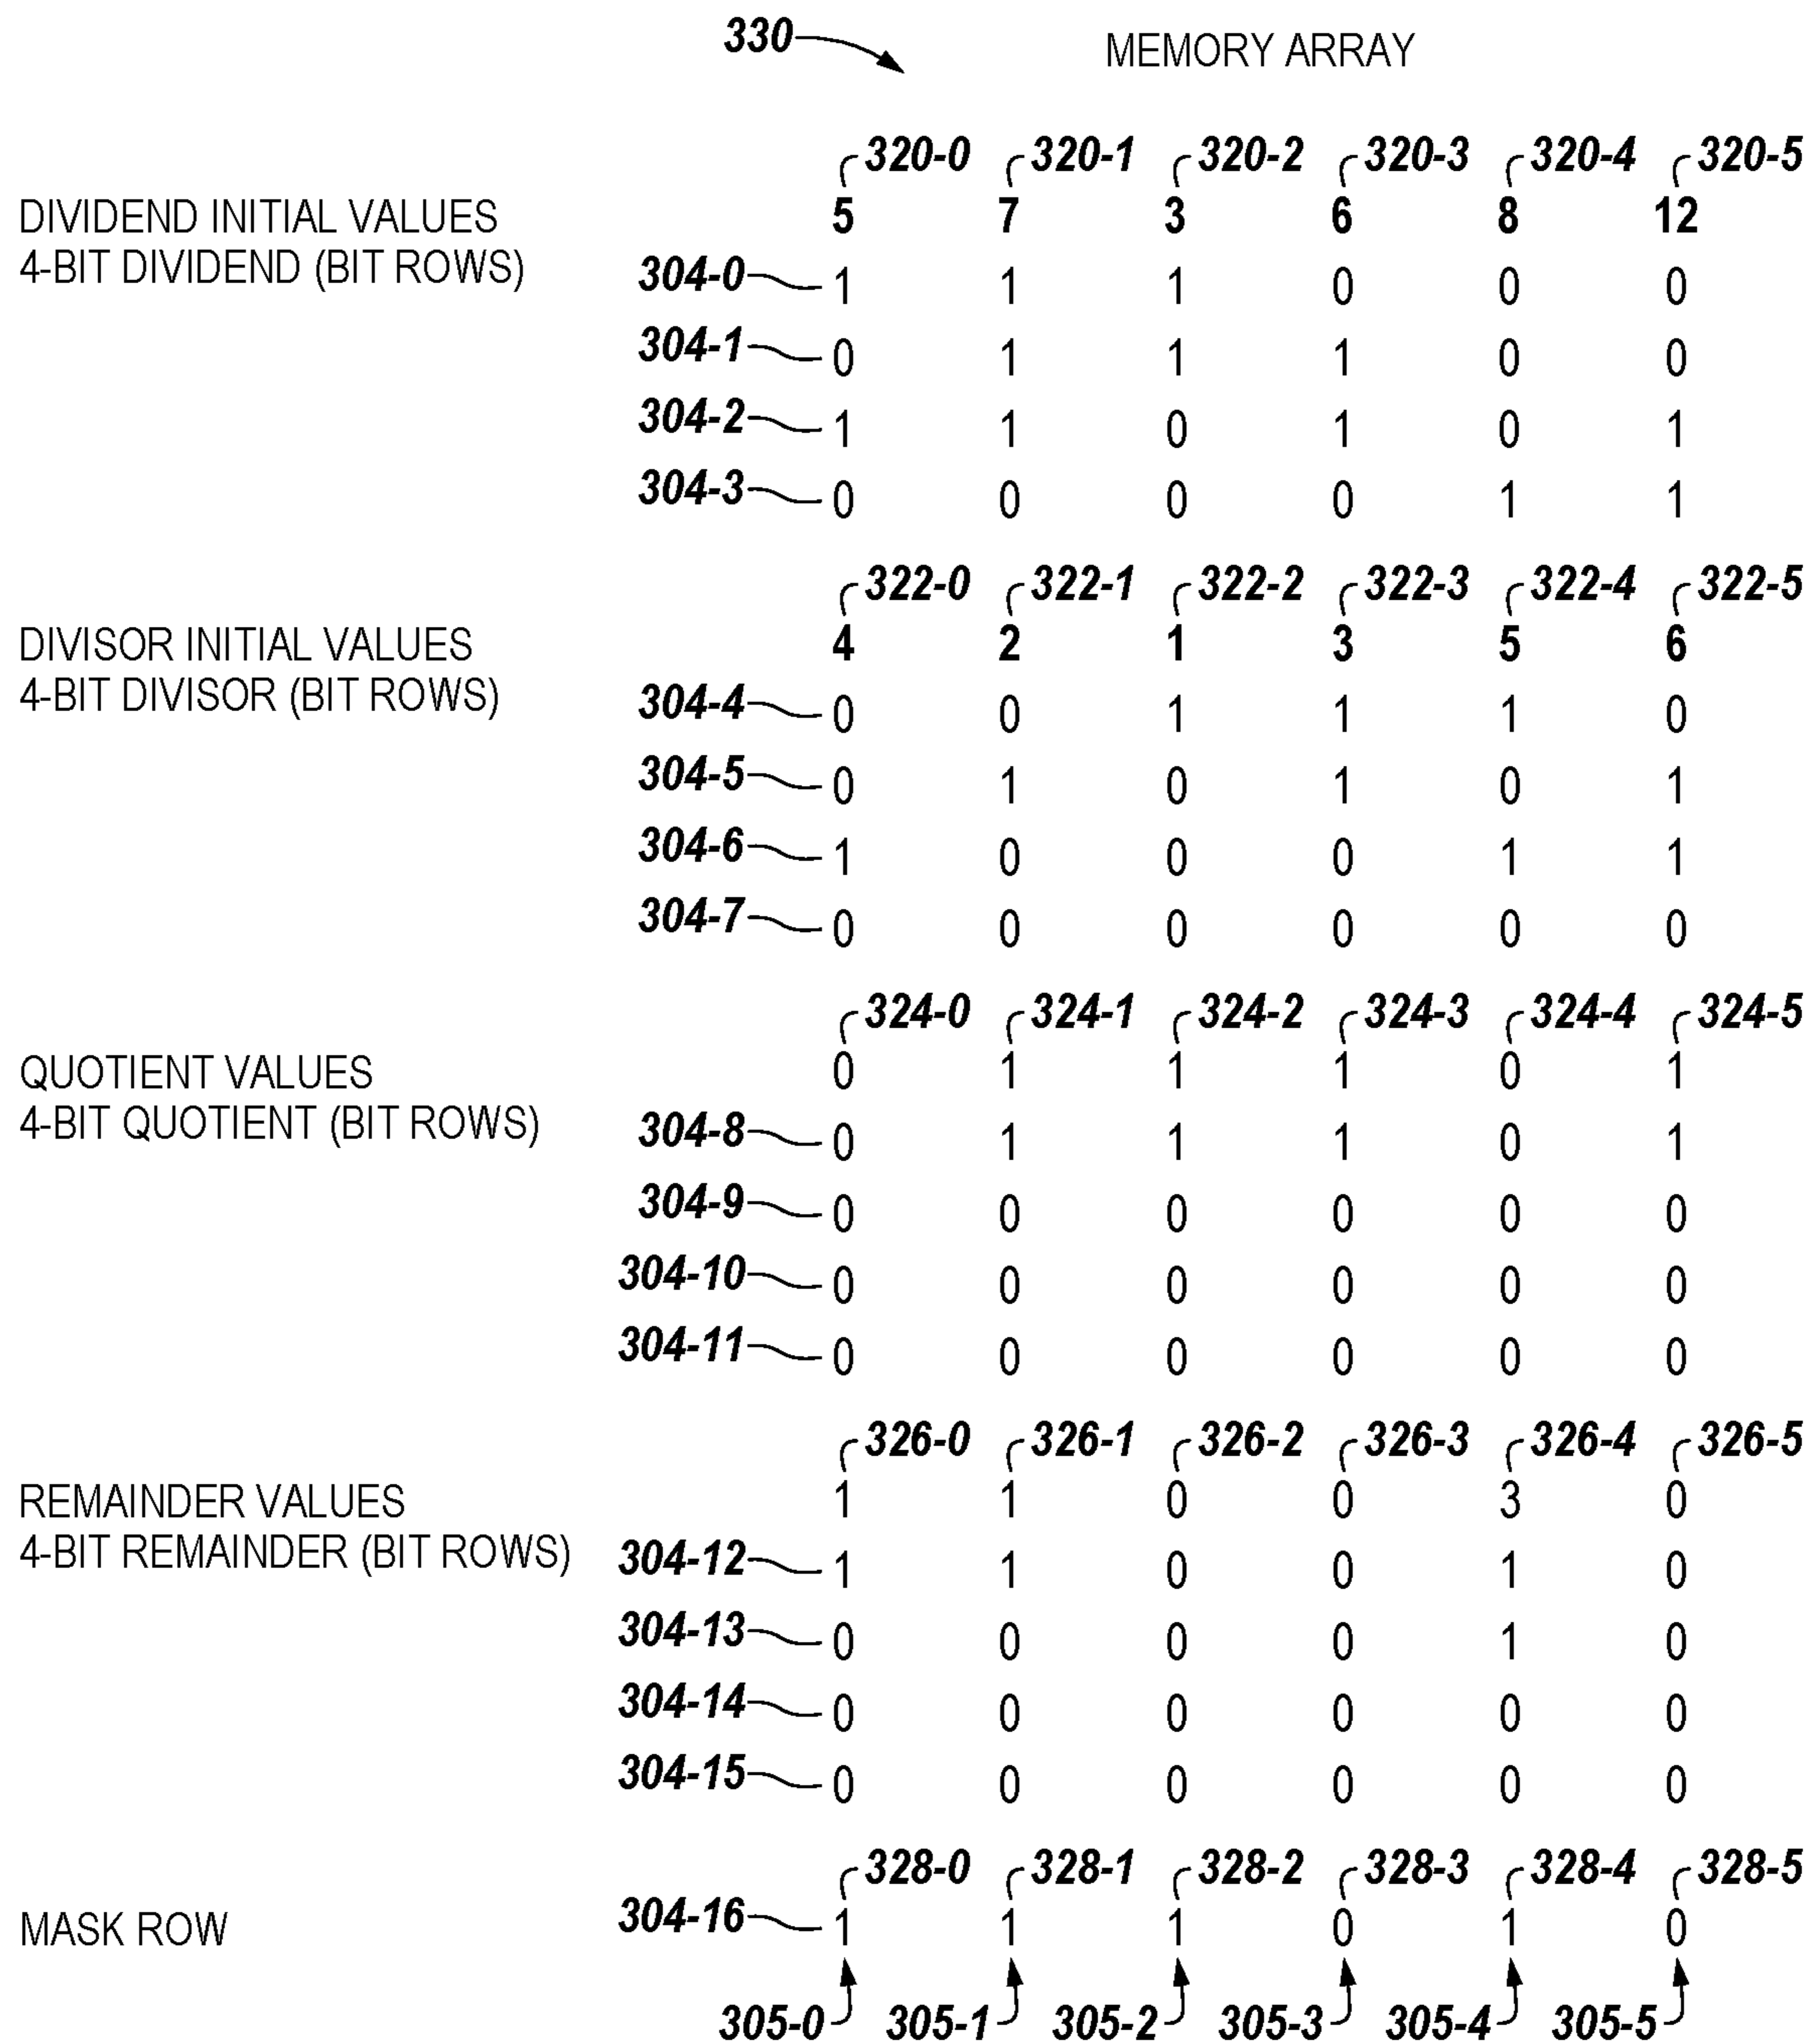 330 MEMORY ARRAY
320-0 320-1 320-2 320-3 320-4 320-5
DIVIDEND INITIAL VALUES 5 7 3 6 8 12
4-BIT DIVIDEND (BIT ROWS)
304-0 1 1 1 0 0 0
304-1 0 1 1 1 0 0
304-2 1 1 0 1 0 1
304-3 0 0 0 0 1 1
322-0 322-1 322-2 322-3 322-4 322-5
DIVISOR INITIAL VALUES 4 2 1 3 5 6
4-BIT DIVISOR (BIT ROWS)
304-4 0 0 1 1 1 0
304-5 0 1 0 1 0 1
304-6 1 0 0 0 1 1
304-7 0 0 0 0 0 0
324-0 324-1 324-2 324-3 324-4 324-5
QUOTIENT VALUES 0 1 1 1 0 1
4-BIT QUOTIENT (BIT ROWS)
304-8 0 1 1 1 0 1
304-9 0 0 0 0 0 0
304-10 0 0 0 0 0 0
304-11 0 0 0 0 0 0
326-0 326-1 326-2 326-3 326-4 326-5
REMAINDER VALUES 1 1 0 0 3 0
4-BIT REMAINDER (BIT ROWS)
304-12 1 1 0 0 1 0
304-13 0 0 0 0 1 0
304-14 0 0 0 0 0 0
304-15 0 0 0 0 0 0
328-0 328-1 328-2 328-3 328-4 328-5
MASK ROW 304-16 1 1 1 0 1 0
305-0 305-1 305-2 305-3 305-4 305-5